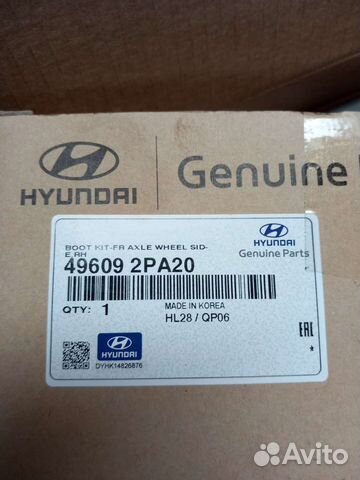 HYUNDAI
Genuine
BOOT KIT-FR AXLE WHEEL SID-
E,RH
49609 2PA20
HYUNDAI
Genuine Parts
QTY: 1
MADE IN KOREA
HL28 / QP06
EAC
HYUNDAI
DYHK14826876
*
Avito